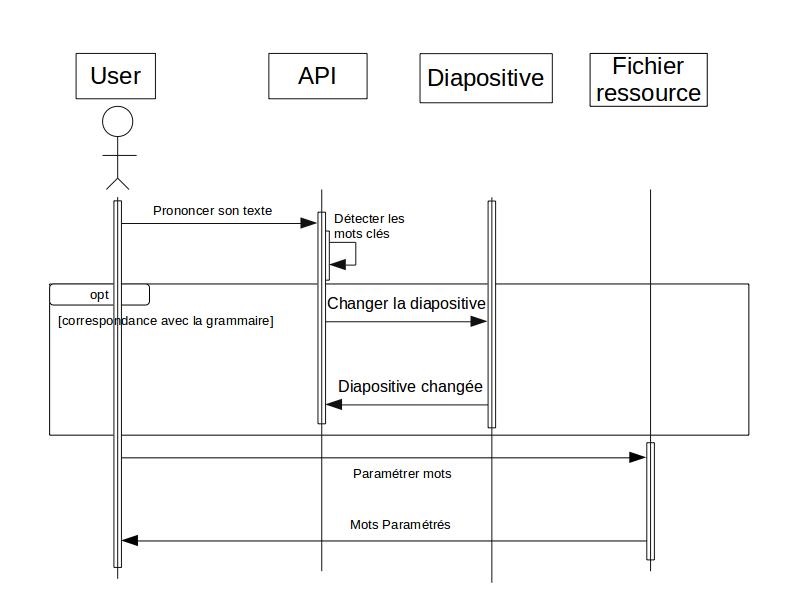 User
API
Diapositive
Fichier
ressource
Prononcer son texte
Détecter les
mots clés
opt
[correspondance avec la grammaire]
Changer la diapositive
Diapositive changée
Paramétrer mots
Mots Paramétrés